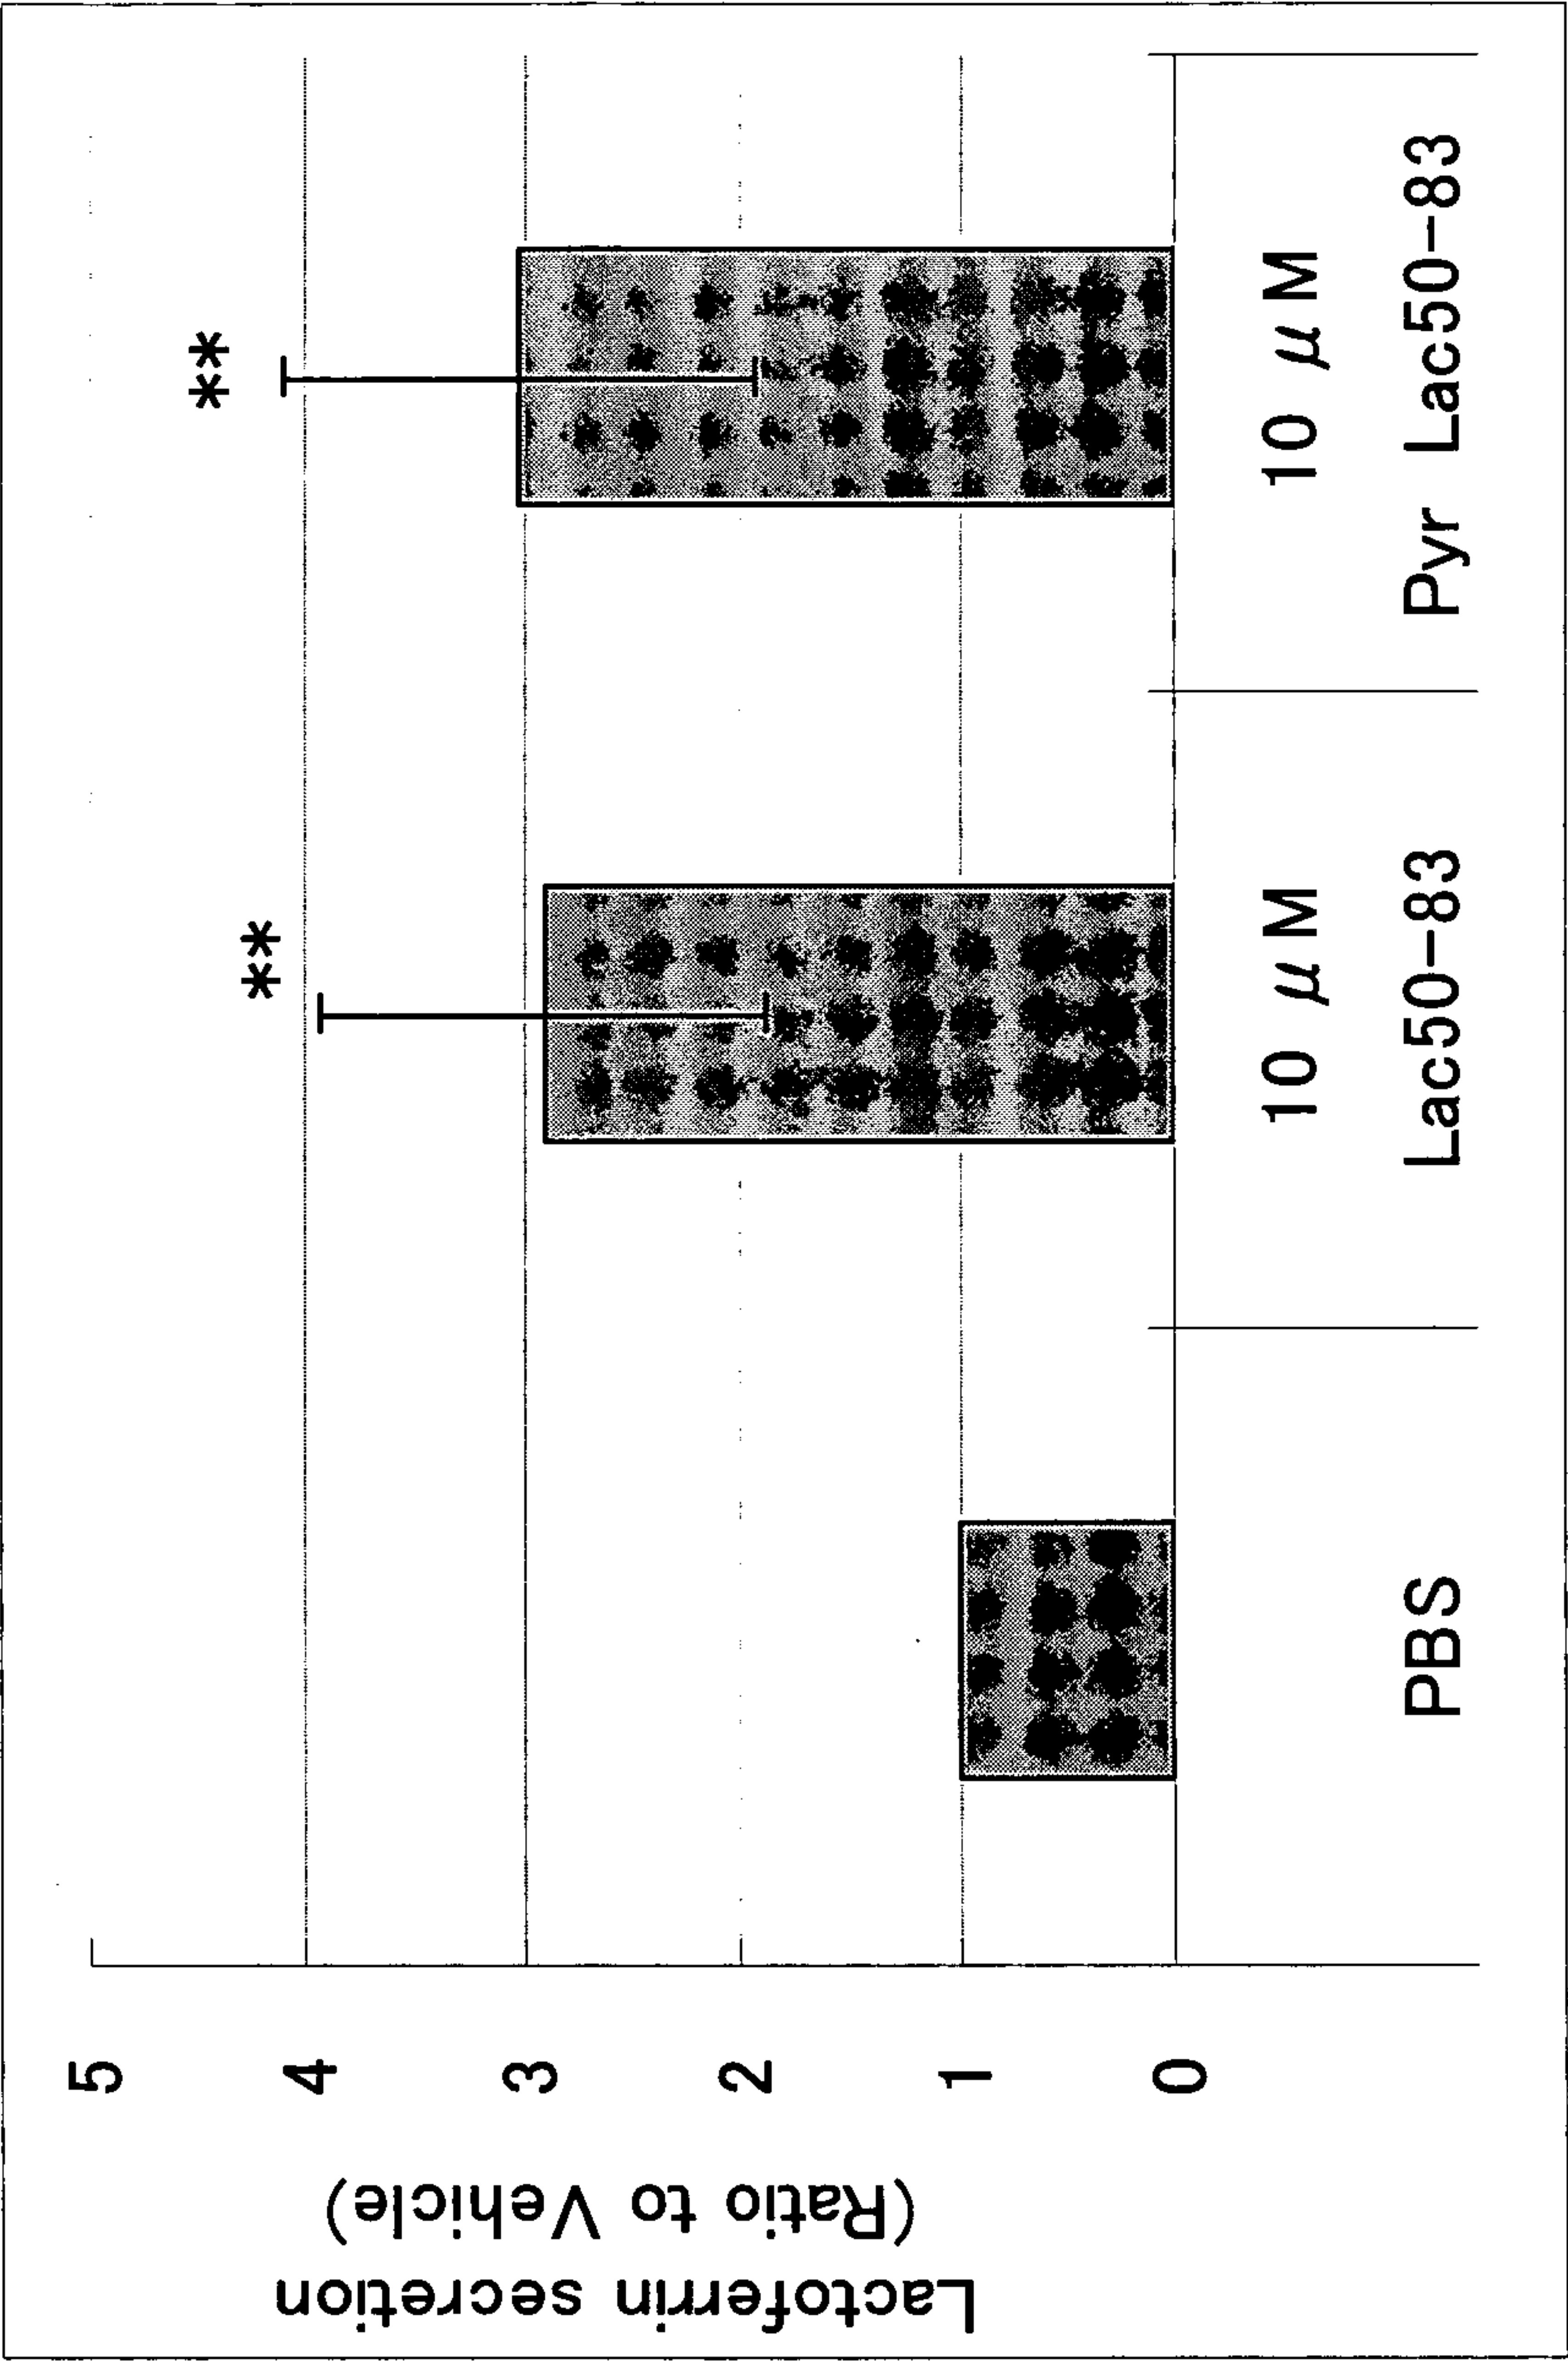 Lactoferrin secretion
(Ratio to Vehicle)
5
4
3
2
1
0
**
**
10 μM
10 μM
PBS
Lac50-83
Pyr Lac50-83